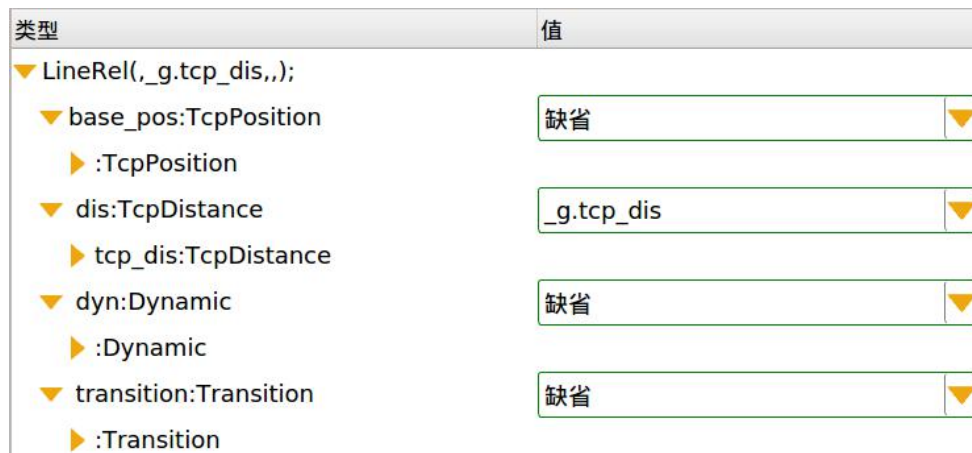 类型 值
LineRel(,_g.tcp_dis,,);
base_pos:TcpPosition 缺省
:TcpPosition
dis:TcpDistance _g.tcp_dis
tcp_dis:TcpDistance
dyn:Dynamic 缺省
:Dynamic
transition:Transition 缺省
:Transition